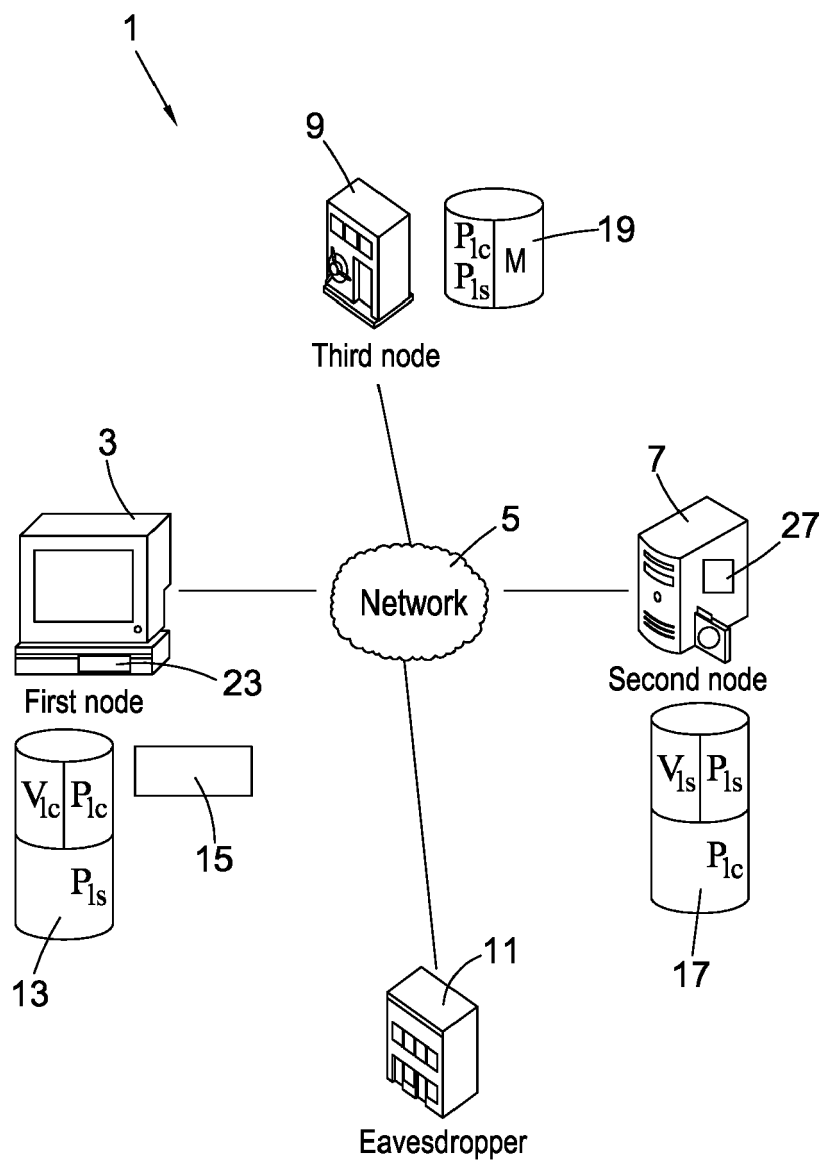 1
9
P1c
P1s
M
19
Third node
3
7
5
27
Network
23
First node
Second node
V1c
P1c
V1s
P1s
15
P1s
P1c
13
17
11
Eavesdropper